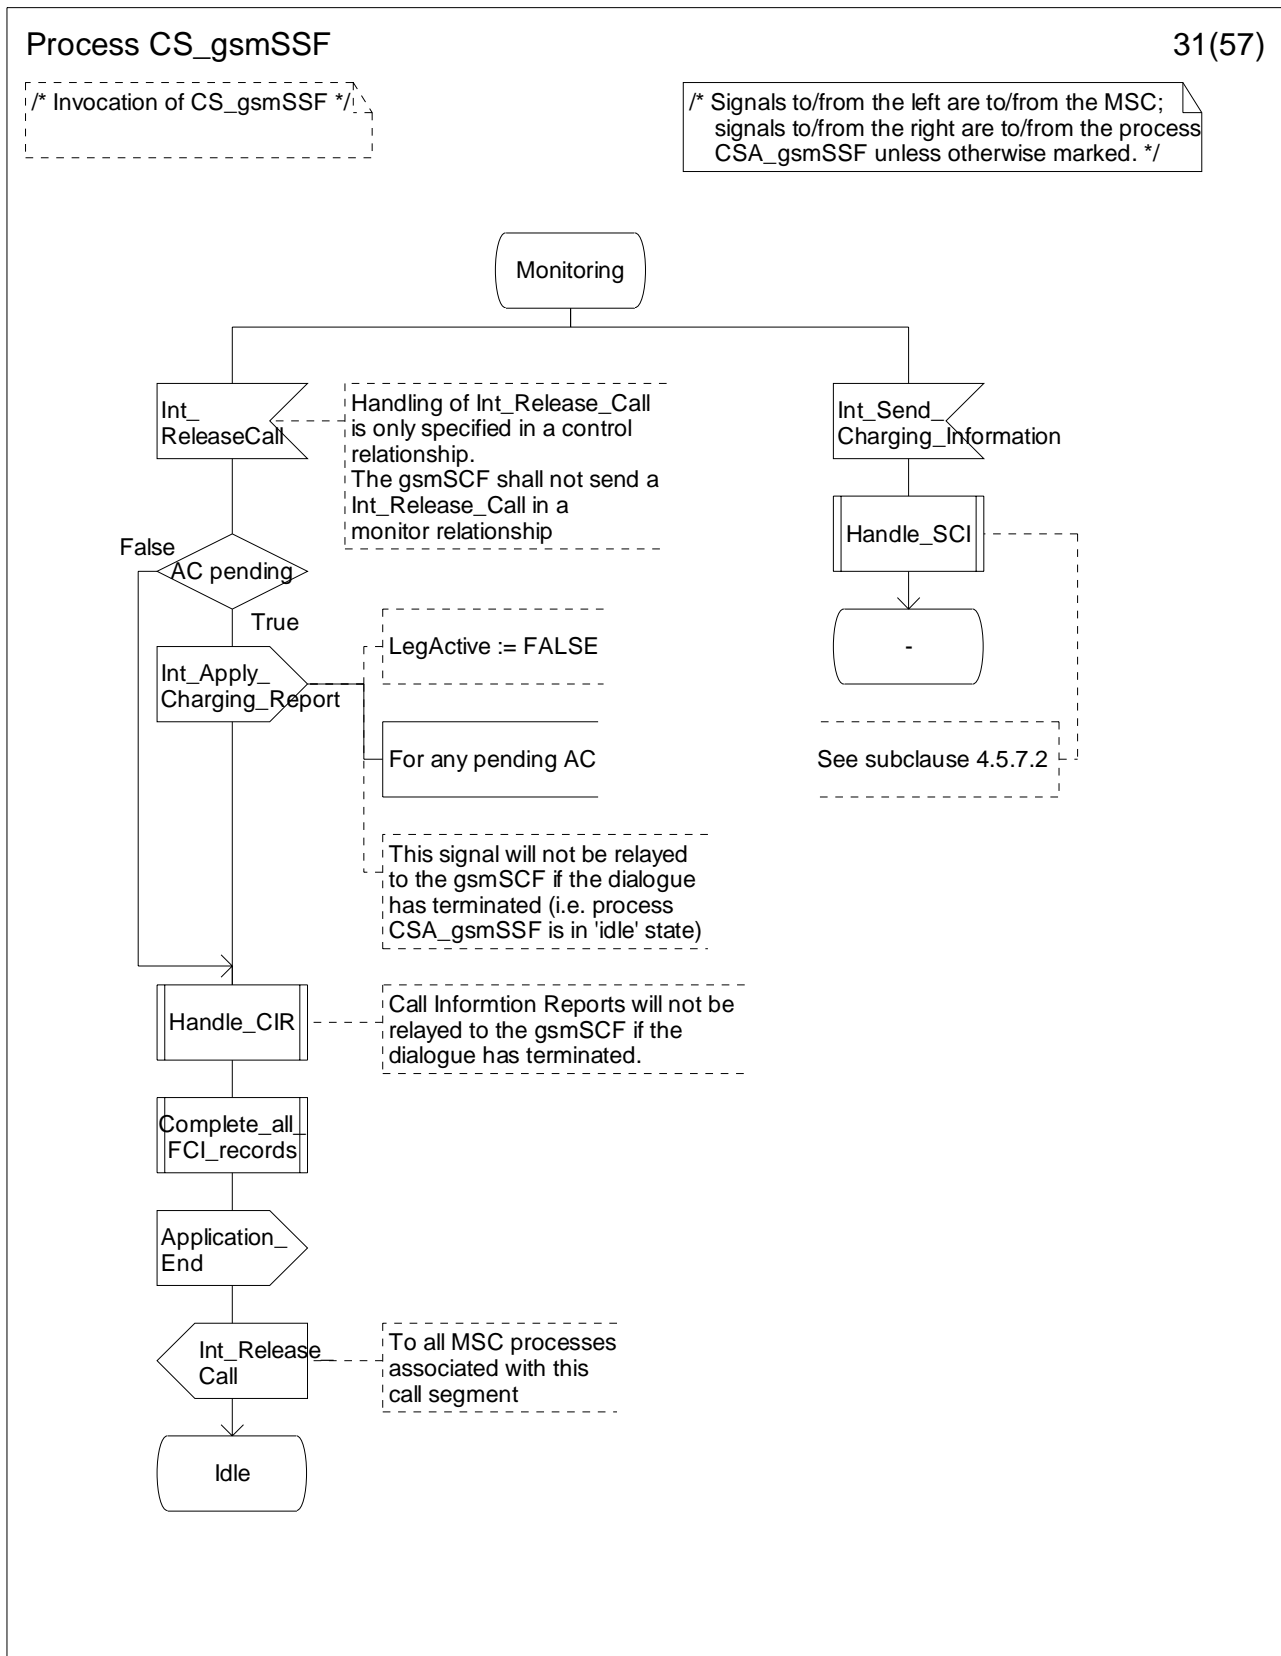 Process CS_gsmSSF
31(57)
/* Invocation of CS_gsmSSF */
/* Signals to/from the left are to/from the MSC;
signals to/from the right are to/from the process
CSA_gsmSSF unless otherwise marked. */
Monitoring
Int_
ReleaseCall
Handling of Int_Release_Call
is only specified in a control
relationship.
The gsmSCF shall not send a
Int_Release_Call in a
monitor relationship
Int_Send_
Charging_Information
Handle_SCI
False
AC pending
True
LegActive := FALSE
-
Int_Apply_
Charging_Report
For any pending AC
See subclause 4.5.7.2
This signal will not be relayed
to the gsmSCF if the dialogue
has terminated (i.e. process
CSA_gsmSSF is in 'idle' state)
Handle_CIR
Call Informtion Reports will not be
relayed to the gsmSCF if the
dialogue has terminated.
Complete_all_
FCI_records
Application_
End
Int_Release_
Call
To all MSC processes
associated with this
call segment
Idle